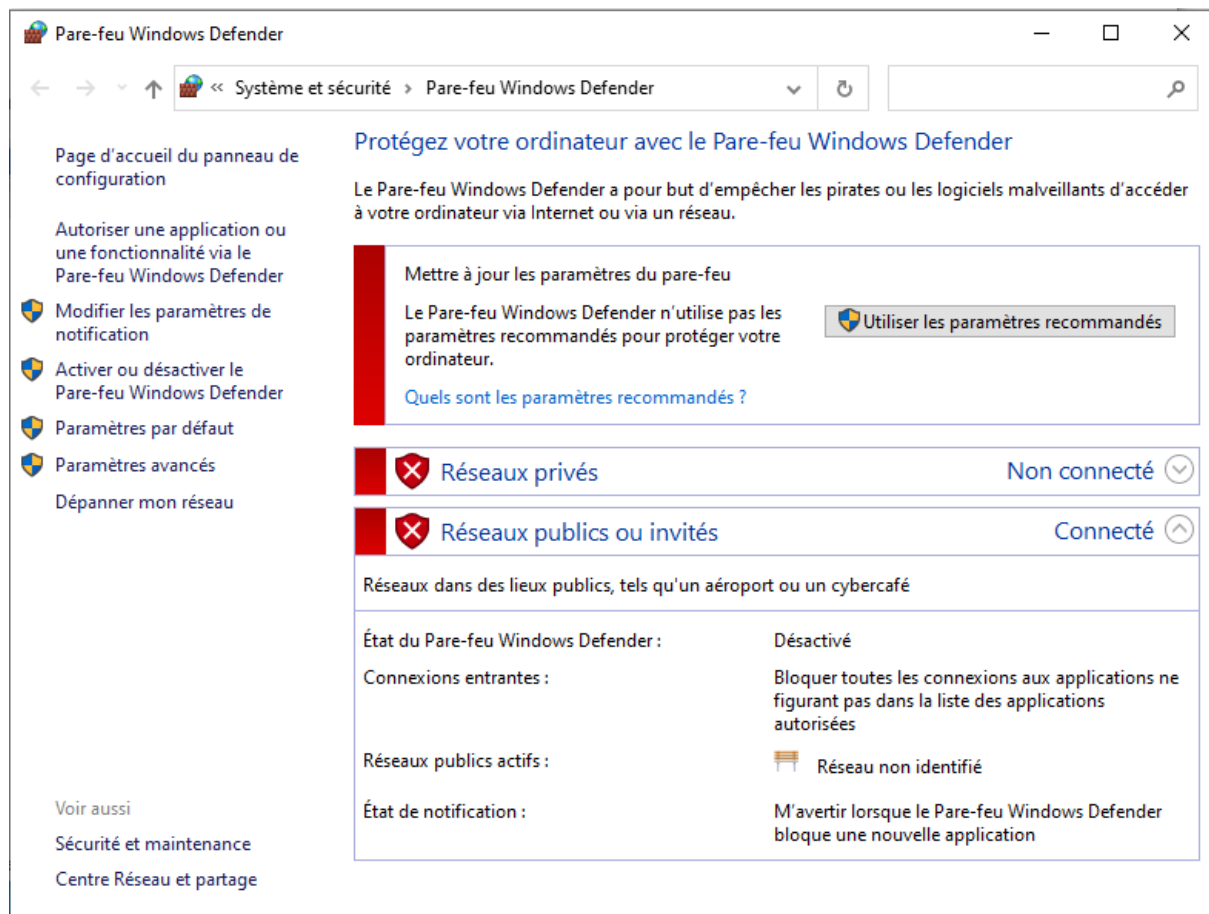 Pare-feu Windows Defender
« Système et sécurité › Pare-feu Windows Defender
Page d'accueil du panneau de
configuration
Autoriser une application ou
une fonctionnalité via le
Pare-feu Windows Defender
Modifier les paramètres de
notification
Activer ou désactiver le
Pare-feu Windows Defender
Paramètres par défaut
Paramètres avancés
Dépanner mon réseau
Protégez votre ordinateur avec le Pare-feu Windows Defender
Le Pare-feu Windows Defender a pour but d'empêcher les pirates ou les logiciels malveillants d'accéder
à votre ordinateur via Internet ou via un réseau.
Mettre à jour les paramètres du pare-feu
Le Pare-feu Windows Defender n'utilise pas les
paramètres recommandés pour protéger votre
ordinateur.
Utiliser les paramètres recommandés
Quels sont les paramètres recommandés ?
Réseaux privés Non connecté
Réseaux publics ou invités Connecté
Réseaux dans des lieux publics, tels qu'un aéroport ou un cybercafé
État du Pare-feu Windows Defender : Désactivé
Connexions entrantes : Bloquer toutes les connexions aux applications ne
figurant pas dans la liste des applications
autorisées
Réseaux publics actifs : Réseau non identifié
État de notification : M'avertir lorsque le Pare-feu Windows Defender
bloque une nouvelle application
Voir aussi
Sécurité et maintenance
Centre Réseau et partage